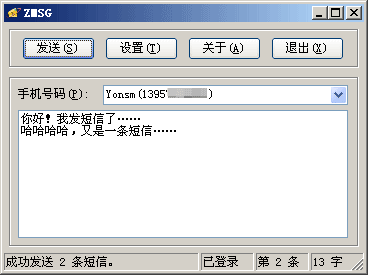 ZMSG
发送(S) 设置(T) 关于(A) 退出(X)
手机号码(P): Yonsm(1395 )
你好！我发短信了……
哈哈哈哈，又是一条短信……
成功发送 2 条短信。 已登录 第 2 条 13 字